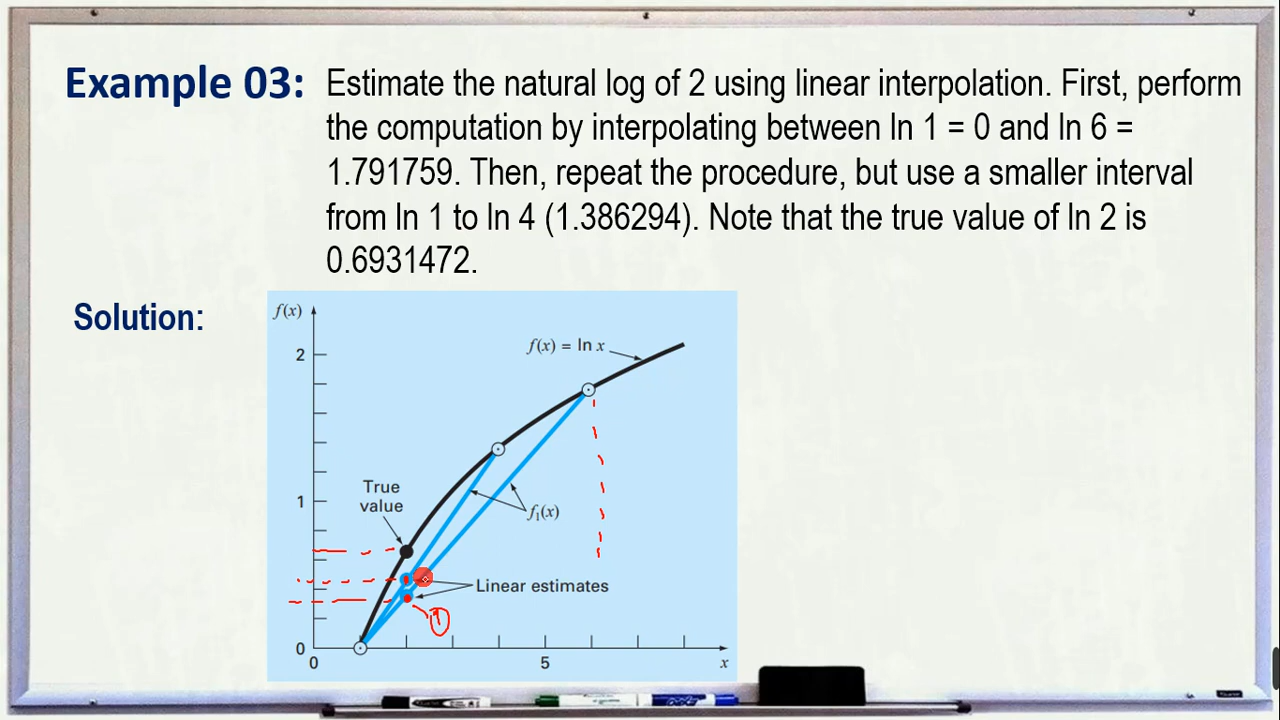 Example 03: Estimate the natural log of 2 using linear interpolation. First, perform
the computation by interpolating between ln 1 = 0 and ln 6 =
1.791759. Then, repeat the procedure, but use a smaller interval
from ln 1 to ln 4 (1.386294). Note that the true value of ln 2 is
0.6931472.
Solution:
f(x)
2
f(x) = ln x
1
True
value
f₁(x)
Linear estimates
0
0
5
x